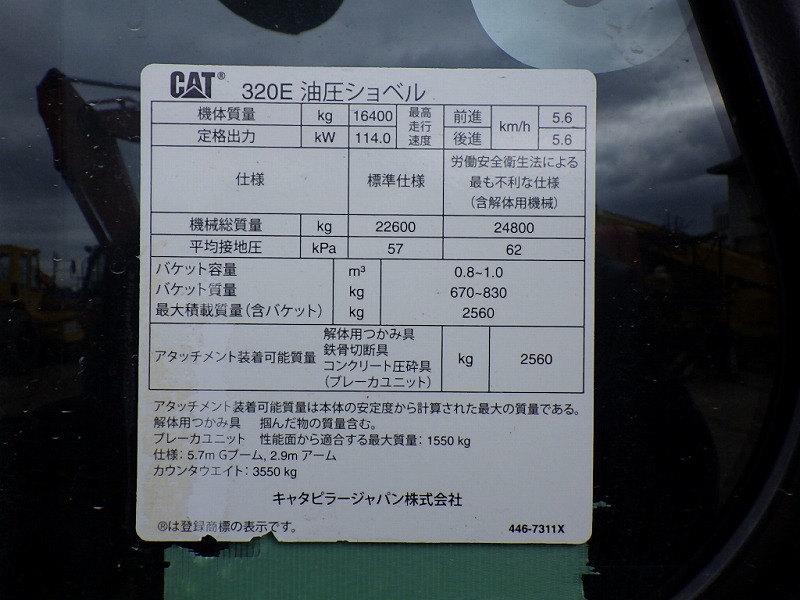 CAT® 320E 油圧ショベル
機体質量 kg 16400 最高走行速度 前進 km/h 5.6
定格出力 kW 114.0 後進 5.6
仕様 標準仕様 労働安全衛生法による
最も不利な仕様
(含解体用機械)
機械総質量 kg 22600 24800
平均接地圧 kPa 57 62
バケット容量 m³ 0.8~1.0
バケット質量 kg 670~830
最大積載質量(含バケット) kg 2560
アタッチメント装着可能質量 解体用つかみ具 kg 2560
鉄骨切断具
コンクリート圧砕具
(ブレーカユニット)
アタッチメント装着可能質量は本体の安定度から計算された最大の質量である。
解体用つかみ具 掴んだ物の質量含む。
ブレーカユニット 性能面から適合する最大質量:1550 kg
仕様:5.7m Gブーム, 2.9m アーム
カウンタウエイト:3550 kg
キャタピラージャパン株式会社
®は登録商標の表示です。 446-7311X